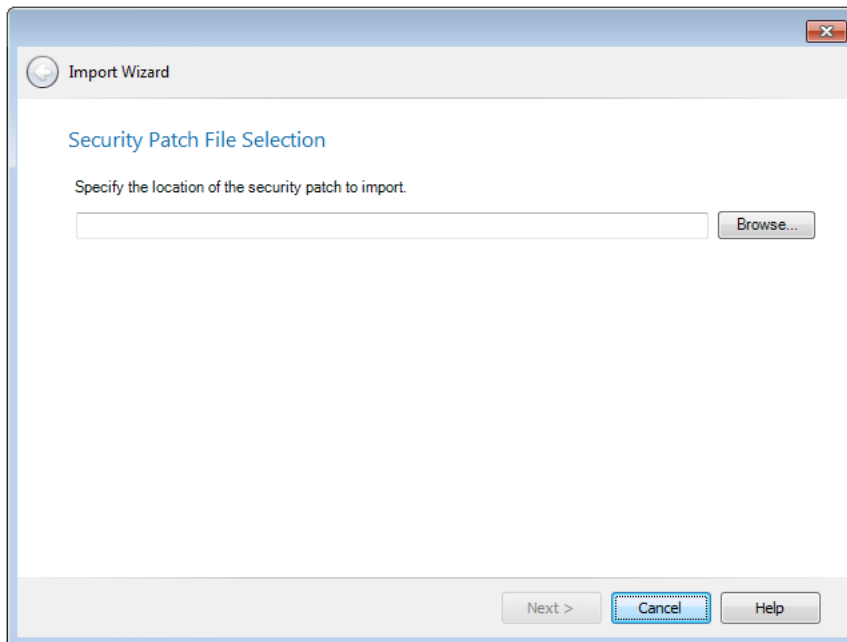 Import Wizard
Security Patch File Selection
Specify the location of the security patch to import.
Browse...
Next >
Cancel
Help